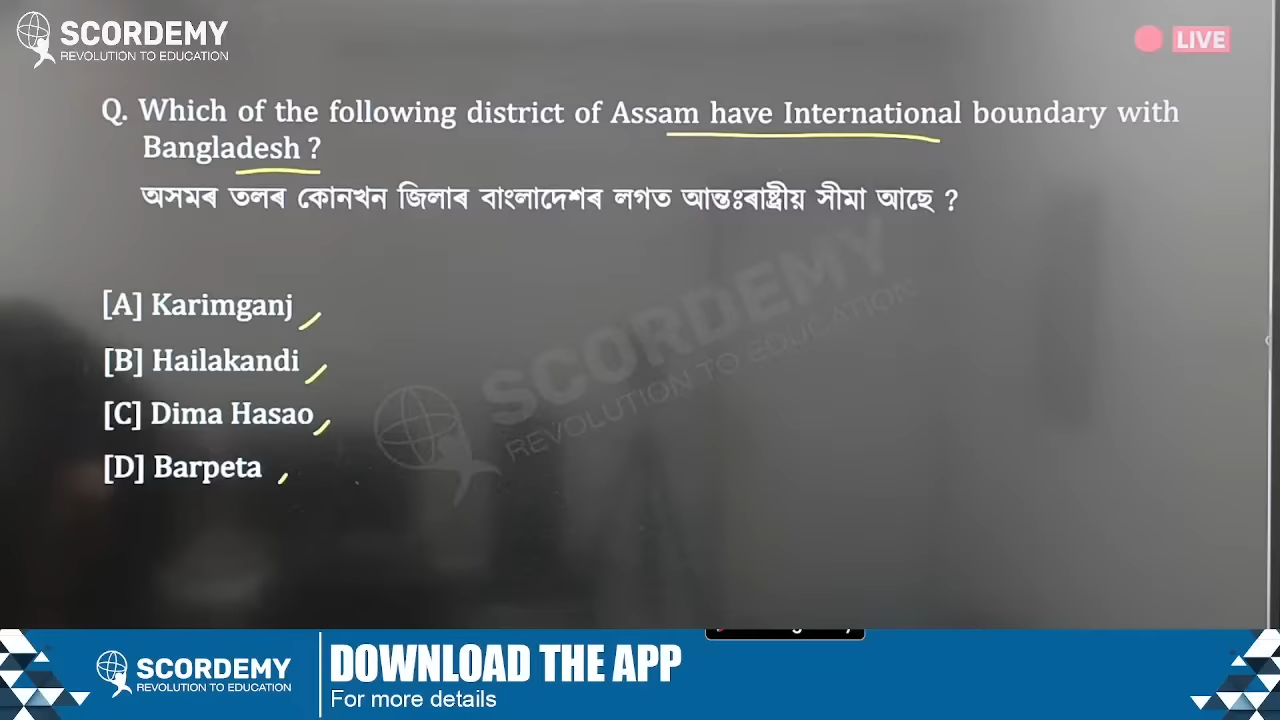 SCORDEMY
REVOLUTION TO EDUCATION
LIVE
Q. Which of the following district of Assam have International boundary with
Bangladesh ?
অসমৰ তলৰ কোনখন জিলাৰ বাংলাদেশৰ লগত আন্তঃৰাষ্ট্ৰীয় সীমা আছে ?
[A] Karimganj
[B] Hailakandi
[C] Dima Hasao
[D] Barpeta
SCORDEMY
REVOLUTION TO EDUCATION
SCORDEMY
REVOLUTION TO EDUCATION
DOWNLOAD THE APP
For more details